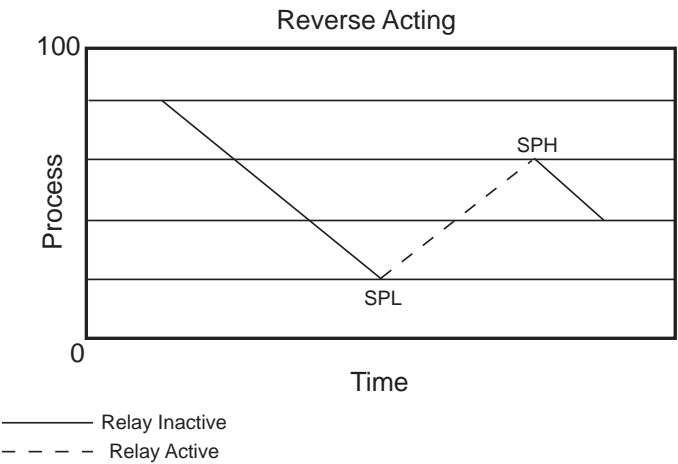 Reverse Acting
100
SPH
Process
SPL
0
Time
Relay Inactive
Relay Active